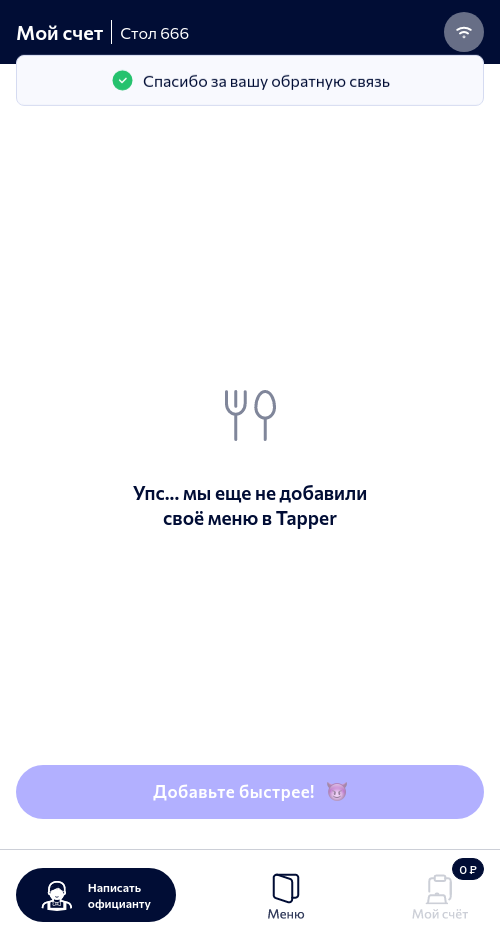 Мой счет
Стол 666
Спасибо за вашу обратную связь
Упс... мы еще не добавили
своё меню в Tapper
Добавьте быстрее! 😈
Написать
официанту
Меню
0 ₽
Мой счёт